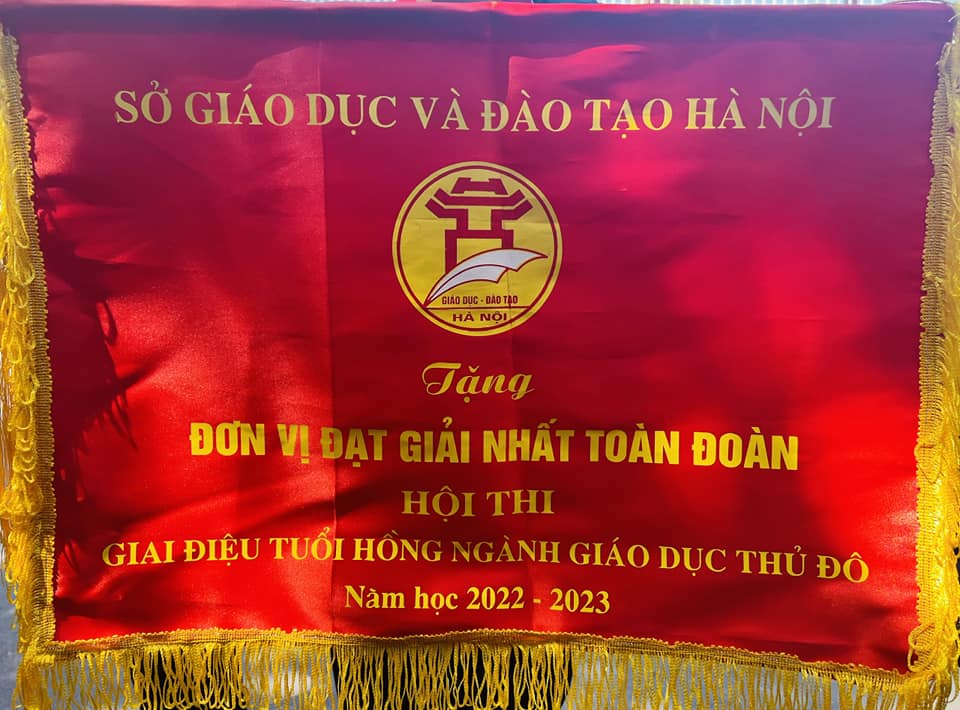 SỞ GIÁO DỤC VÀ ĐÀO TẠO HÀ NỘI
GIÁO DỤC - ĐÀO TẠO
HÀ NỘI
Tặng
ĐƠN VỊ ĐẠT GIẢI NHẤT TOÀN ĐOÀN
HỘI THI
GIAI ĐIỆU TUỔI HỒNG NGÀNH GIÁO DỤC THỦ ĐÔ
Năm học 2022 - 2023